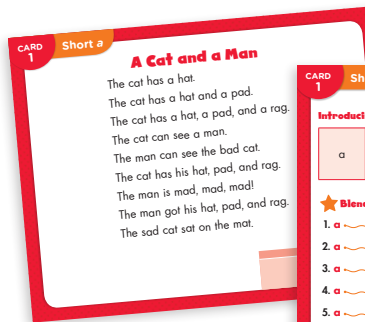 CARD
1
Short a
A Cat and a Man
The cat has a hat.
The cat has a hat and a pad.
The cat has a hat, a pad, and a rag.
The cat can see a man.
The man can see the bad cat.
The cat has his hat, pad, and rag.
The man is mad, mad, mad!
The man got his hat, pad, and rag.
The sad cat sat on the mat.
CARD
1
Sh
Introduci
a
Blen
1. a
2. a
3. a
4. a
5. a